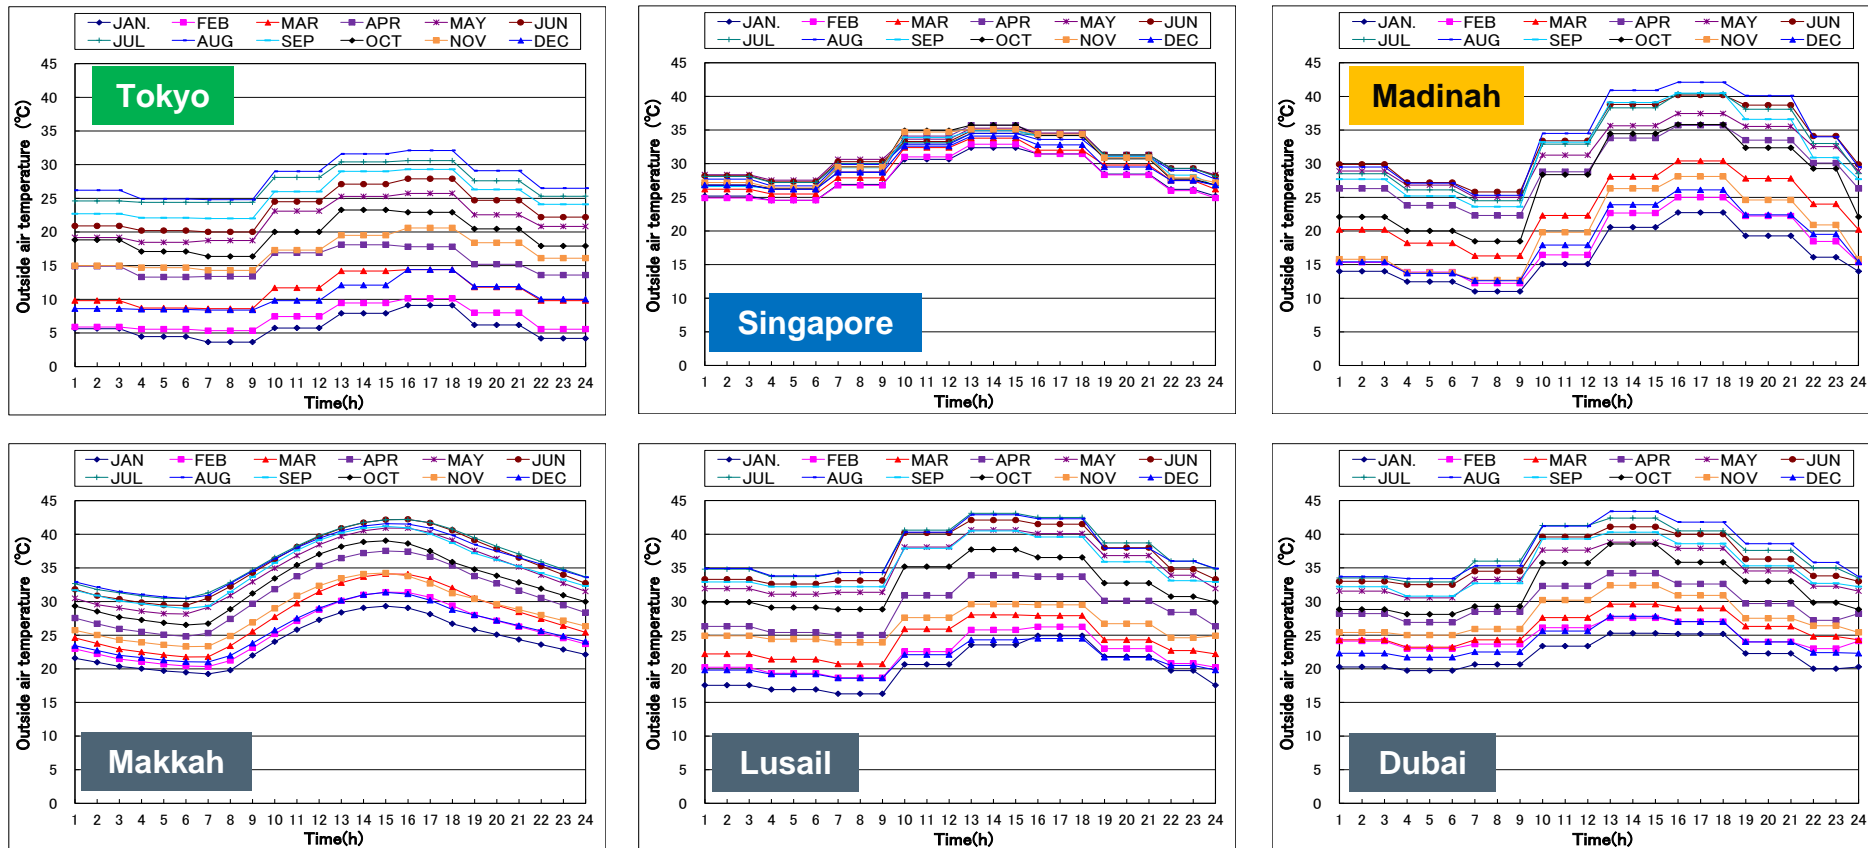 JAN. FEB MAR APR MAY JUN
JUL AUG SEP OCT NOV DEC
45
40
35
30
25
20
15
10
5
0
Outside air temperature (℃)
Tokyo
1 2 3 4 5 6 7 8 9 10 11 12 13 14 15 16 17 18 19 20 21 22 23 24
Time(h)
JAN. FEB MAR APR MAY JUN
JUL AUG SEP OCT NOV DEC
45
40
35
30
25
20
15
10
5
0
Outside air temperature (℃)
Singapore
1 2 3 4 5 6 7 8 9 10 11 12 13 14 15 16 17 18 19 20 21 22 23 24
Time(h)
JAN. FEB MAR APR MAY JUN
JUL AUG SEP OCT NOV DEC
45
40
35
30
25
20
15
10
5
0
Outside air temperature (℃)
Madinah
1 2 3 4 5 6 7 8 9 10 11 12 13 14 15 16 17 18 19 20 21 22 23 24
Time(h)
JAN FEB MAR APR MAY JUN
JUL AUG SEP OCT NOV DEC
45
40
35
30
25
20
15
10
5
0
Outside air temperature (℃)
Makkah
1 2 3 4 5 6 7 8 9 10 11 12 13 14 15 16 17 18 19 20 21 22 23 24
Time(h)
JAN. FEB MAR APR MAY JUN
JUL AUG SEP OCT NOV DEC
45
40
35
30
25
20
15
10
5
0
Outside air temperature (℃)
Lusail
1 2 3 4 5 6 7 8 9 10 11 12 13 14 15 16 17 18 19 20 21 22 23 24
Time(h)
JAN. FEB MAR APR MAY JUN
JUL AUG SEP OCT NOV DEC
45
40
35
30
25
20
15
10
5
0
Outside air temperature (℃)
Dubai
1 2 3 4 5 6 7 8 9 10 11 12 13 14 15 16 17 18 19 20 21 22 23 24
Time(h)